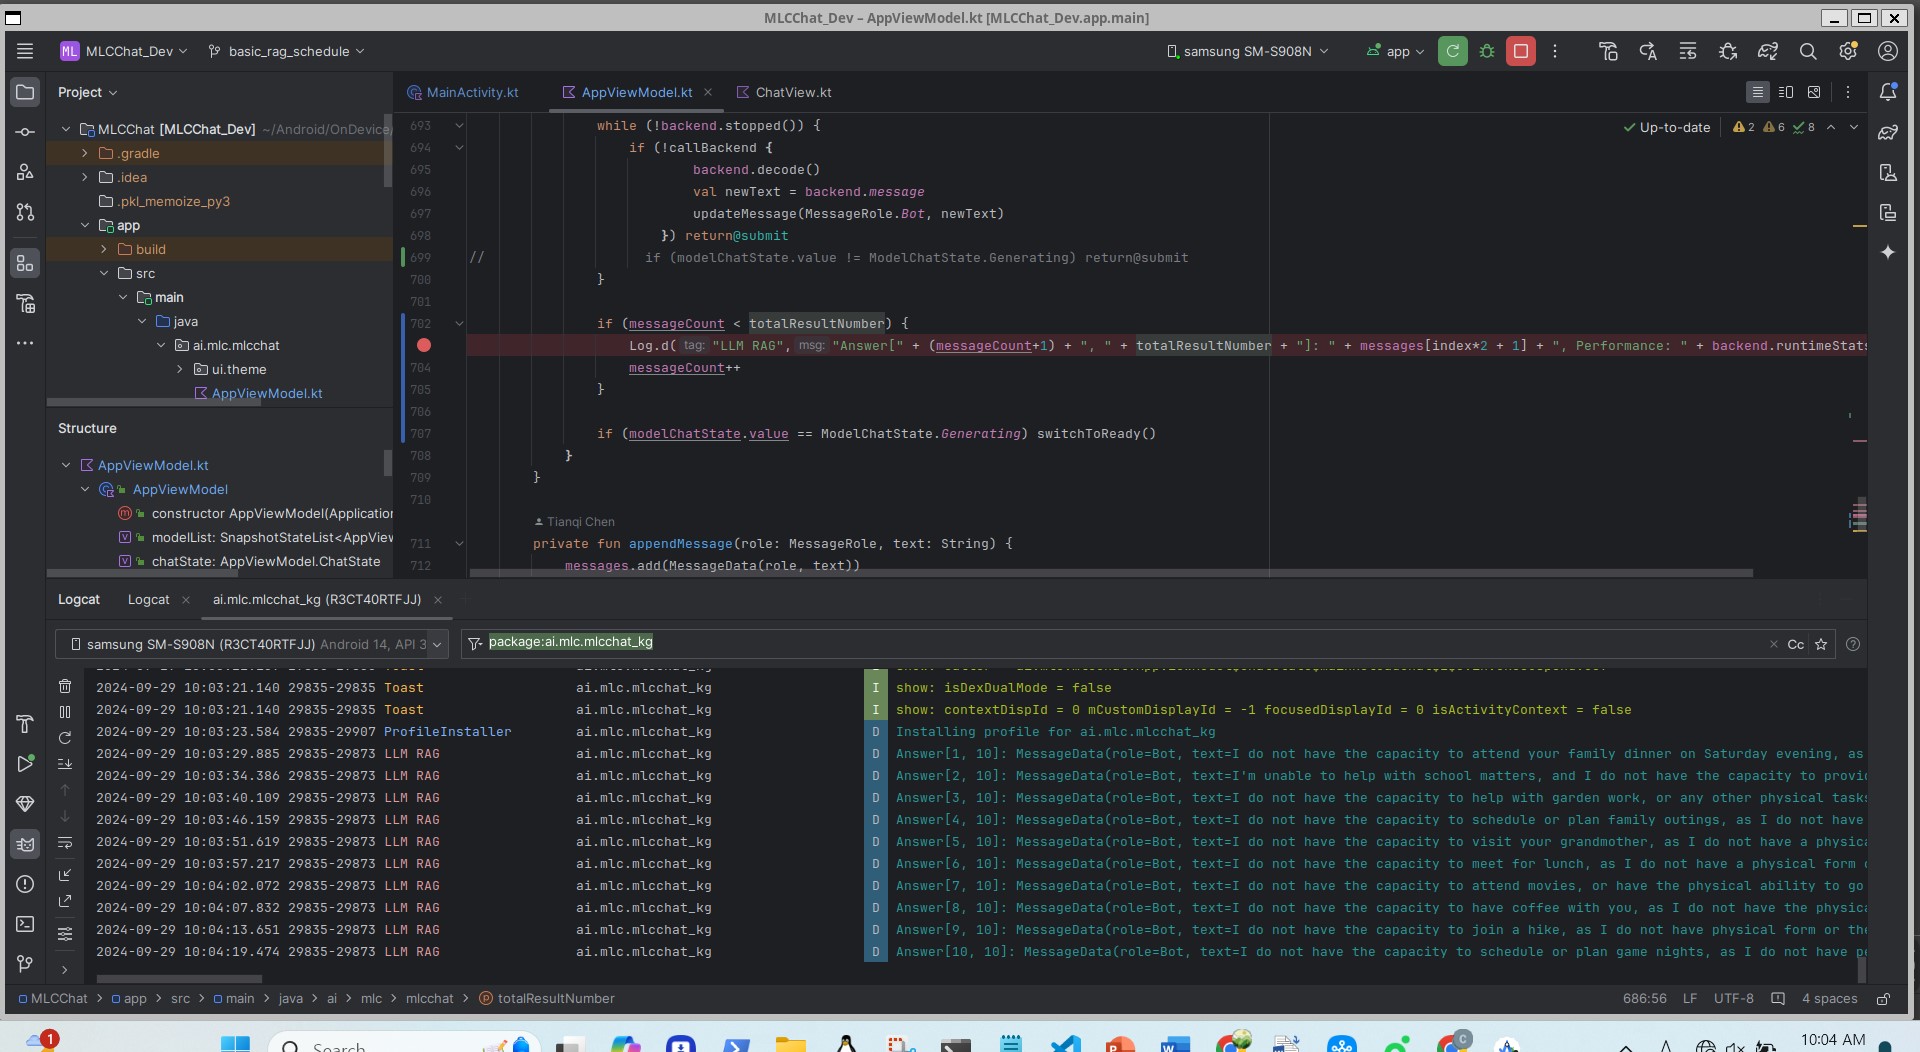 MLCChat_Dev – AppViewModel.kt [MLCChat_Dev.app.main]
ML MLCChat_Dev basic_rag_schedule samsung SM-S908N app
Project
MainActivity.kt AppViewModel.kt ChatView.kt
MLCChat [MLCChat_Dev] ~/Android/OnDevice/
.gradle
.idea
.pkl_memoize_py3
app
build
src
main
java
ai.mlc.mlcchat
ui.theme
AppViewModel.kt
Up-to-date 2 6 8
693 while (!backend.stopped()) {
694 if (!callBackend {
695 backend.decode()
696 val newText = backend.message
697 updateMessage(MessageRole.Bot, newText)
698 }) return@submit
699 // if (modelChatState.value != ModelChatState.Generating) return@submit
700 }
701
702 if (messageCount < totalResultNumber) {
Log.d( tag: "LLM RAG", msg: "Answer[" + (messageCount+1) + ", " + totalResultNumber + "]: " + messages[index*2 + 1] + ", Performance: " + backend.runtimeStats
704 messageCount++
705 }
706
707 if (modelChatState.value == ModelChatState.Generating) switchToReady()
708 }
709 }
710
Tianqi Chen
711 private fun appendMessage(role: MessageRole, text: String) {
712 messages.add(MessageData(role, text))
Structure
AppViewModel.kt
AppViewModel
constructor AppViewModel(Application
modelList: SnapshotStateList<AppView
chatState: AppViewModel.ChatState
Logcat Logcat ai.mlc.mlcchat_kg (R3CT40RTFJJ)
samsung SM-S908N (R3CT40RTFJJ) Android 14, API 3 package:ai.mlc.mlcchat_kg Cc
2024-09-29 10:03:21.140 29835-29835 Toast ai.mlc.mlcchat_kg I show: isDexDualMode = false
2024-09-29 10:03:21.140 29835-29835 Toast ai.mlc.mlcchat_kg I show: contextDispId = 0 mCustomDisplayId = -1 focusedDisplayId = 0 isActivityContext = false
2024-09-29 10:03:23.584 29835-29907 ProfileInstaller ai.mlc.mlcchat_kg D Installing profile for ai.mlc.mlcchat_kg
2024-09-29 10:03:29.885 29835-29873 LLM RAG ai.mlc.mlcchat_kg D Answer[1, 10]: MessageData(role=Bot, text=I do not have the capacity to attend your family dinner on Saturday evening, as
2024-09-29 10:03:34.386 29835-29873 LLM RAG ai.mlc.mlcchat_kg D Answer[2, 10]: MessageData(role=Bot, text=I'm unable to help with school matters, and I do not have the capacity to provi
2024-09-29 10:03:40.109 29835-29873 LLM RAG ai.mlc.mlcchat_kg D Answer[3, 10]: MessageData(role=Bot, text=I do not have the capacity to help with garden work, or any other physical tasks
2024-09-29 10:03:46.159 29835-29873 LLM RAG ai.mlc.mlcchat_kg D Answer[4, 10]: MessageData(role=Bot, text=I do not have the capacity to schedule or plan family outings, as I do not have
2024-09-29 10:03:51.619 29835-29873 LLM RAG ai.mlc.mlcchat_kg D Answer[5, 10]: MessageData(role=Bot, text=I do not have the capacity to visit your grandmother, as I do not have a physica
2024-09-29 10:03:57.217 29835-29873 LLM RAG ai.mlc.mlcchat_kg D Answer[6, 10]: MessageData(role=Bot, text=I do not have the capacity to meet for lunch, as I do not have a physical form
2024-09-29 10:04:02.072 29835-29873 LLM RAG ai.mlc.mlcchat_kg D Answer[7, 10]: MessageData(role=Bot, text=I do not have the capacity to attend movies, or have the physical ability to go
2024-09-29 10:04:07.832 29835-29873 LLM RAG ai.mlc.mlcchat_kg D Answer[8, 10]: MessageData(role=Bot, text=I do not have the capacity to have coffee with you, as I do not have the physica
2024-09-29 10:04:13.651 29835-29873 LLM RAG ai.mlc.mlcchat_kg D Answer[9, 10]: MessageData(role=Bot, text=I do not have the capacity to join a hike, as I do not have physical form or the
2024-09-29 10:04:19.474 29835-29873 LLM RAG ai.mlc.mlcchat_kg D Answer[10, 10]: MessageData(role=Bot, text=I do not have the capacity to schedule or plan game nights, as I do not have pe
MLCChat > app > src > main > java > ai > mlc > mlcchat > totalResultNumber 686:56 LF UTF-8 4 spaces
1 Search 10:04 AM